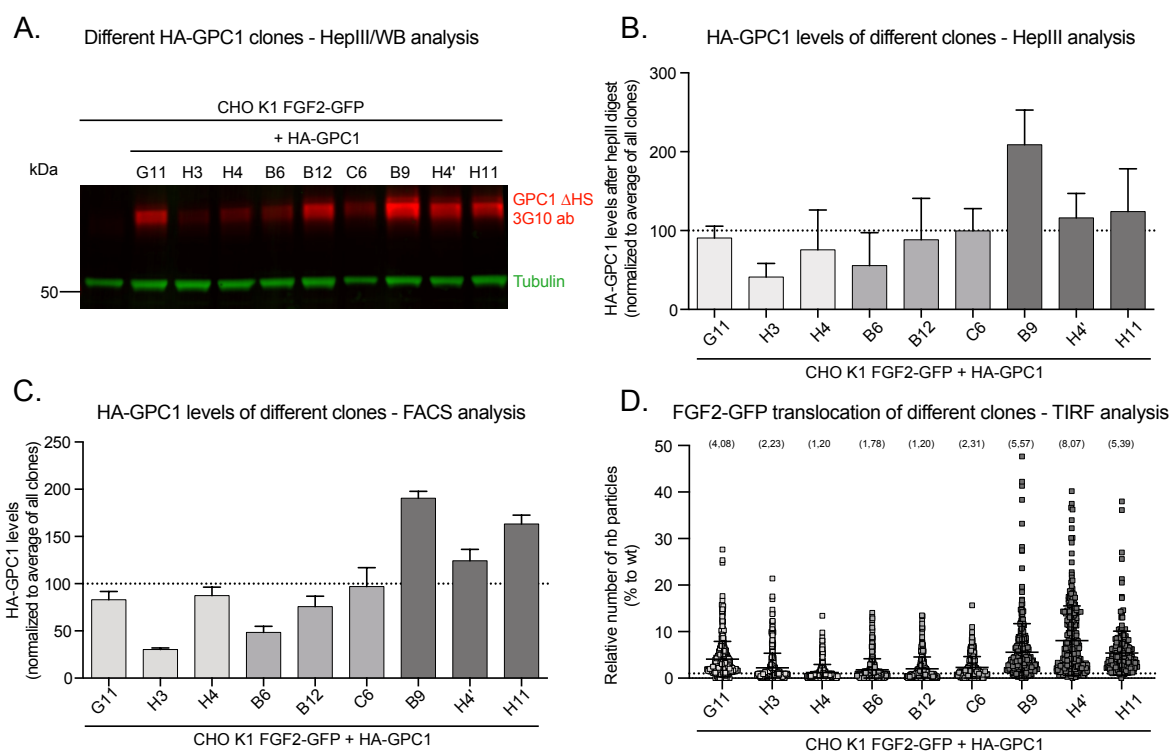 A.
Different HA-GPC1 clones - HepIII/WB analysis
CHO K1 FGF2-GFP
+ HA-GPC1
kDa
G11 H3 H4 B6 B12 C6 B9 H4' H11
GPC1 ΔHS
3G10 ab
Tubulin
50
B.
HA-GPC1 levels of different clones - HepIII analysis
HA-GPC1 levels after hepIII digest
(normalized to average of all clones)
300
200
100
0
G11 H3 H4 B6 B12 C6 B9 H4' H11
CHO K1 FGF2-GFP + HA-GPC1
C.
HA-GPC1 levels of different clones - FACS analysis
HA-GPC1 levels
(normalized to average of all clones)
250
200
150
100
50
0
G11 H3 H4 B6 B12 C6 B9 H4' H11
CHO K1 FGF2-GFP + HA-GPC1
D.
FGF2-GFP translocation of different clones - TIRF analysis
Relative number of nb particles
(% to wt)
(4,08) (2,23) (1,20 (1,78) (1,20) (2,31) (5,57) (8,07) (5,39)
50
40
30
20
10
0
G11 H3 H4 B6 B12 C6 B9 H4' H11
CHO K1 FGF2-GFP + HA-GPC1